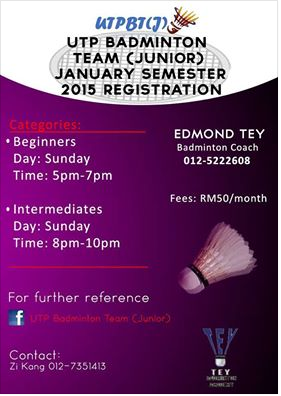 UTPBT(J)
UTP BADMINTON
TEAM (JUNIOR)
JANUARY SEMESTER
2015 REGISTRATION
Categories:
• Beginners
Day: Sunday
Time: 5pm-7pm
• Intermediates
Day: Sunday
Time: 8pm-10pm
EDMOND TEY
Badminton Coach
012-5222608
Fees: RM50/month
For further reference
f UTP Badminton Team (Junior)
Contact:
Zi Kang 012-7351413
TEY
TEY